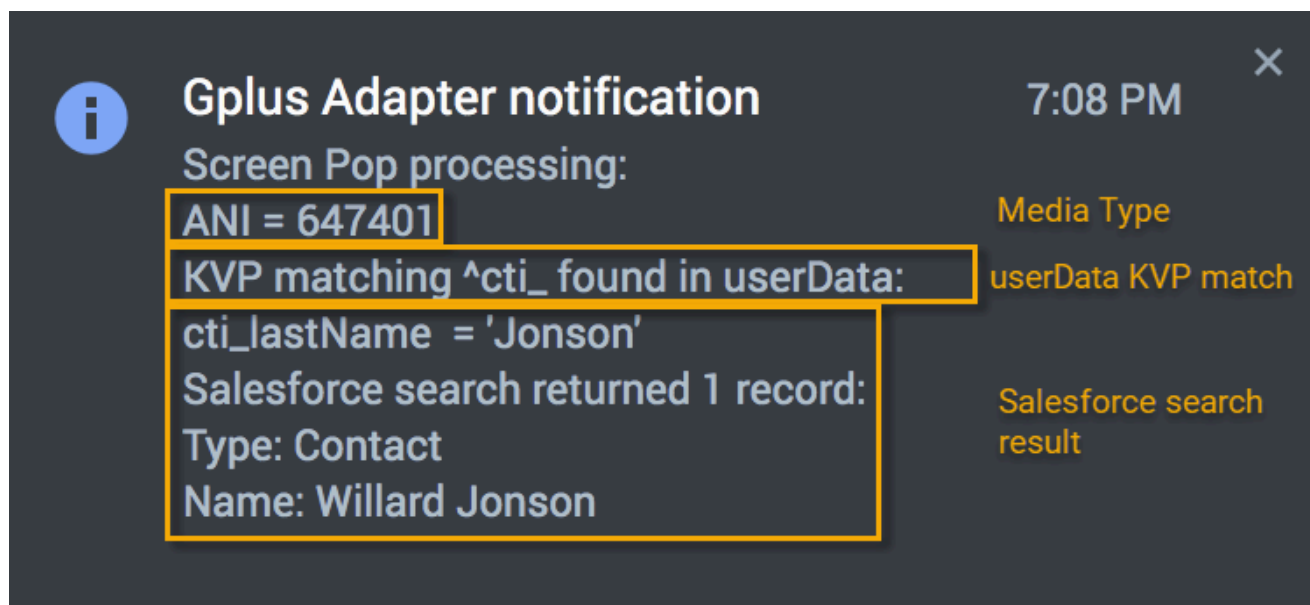 Gplus Adapter notification 7:08 PM
Screen Pop processing:
ANI = 647401 Media Type
KVP matching ^cti_ found in userData: userData KVP match
cti_lastName = 'Jonson'
Salesforce search returned 1 record: Salesforce search
Type: Contact result
Name: Willard Jonson